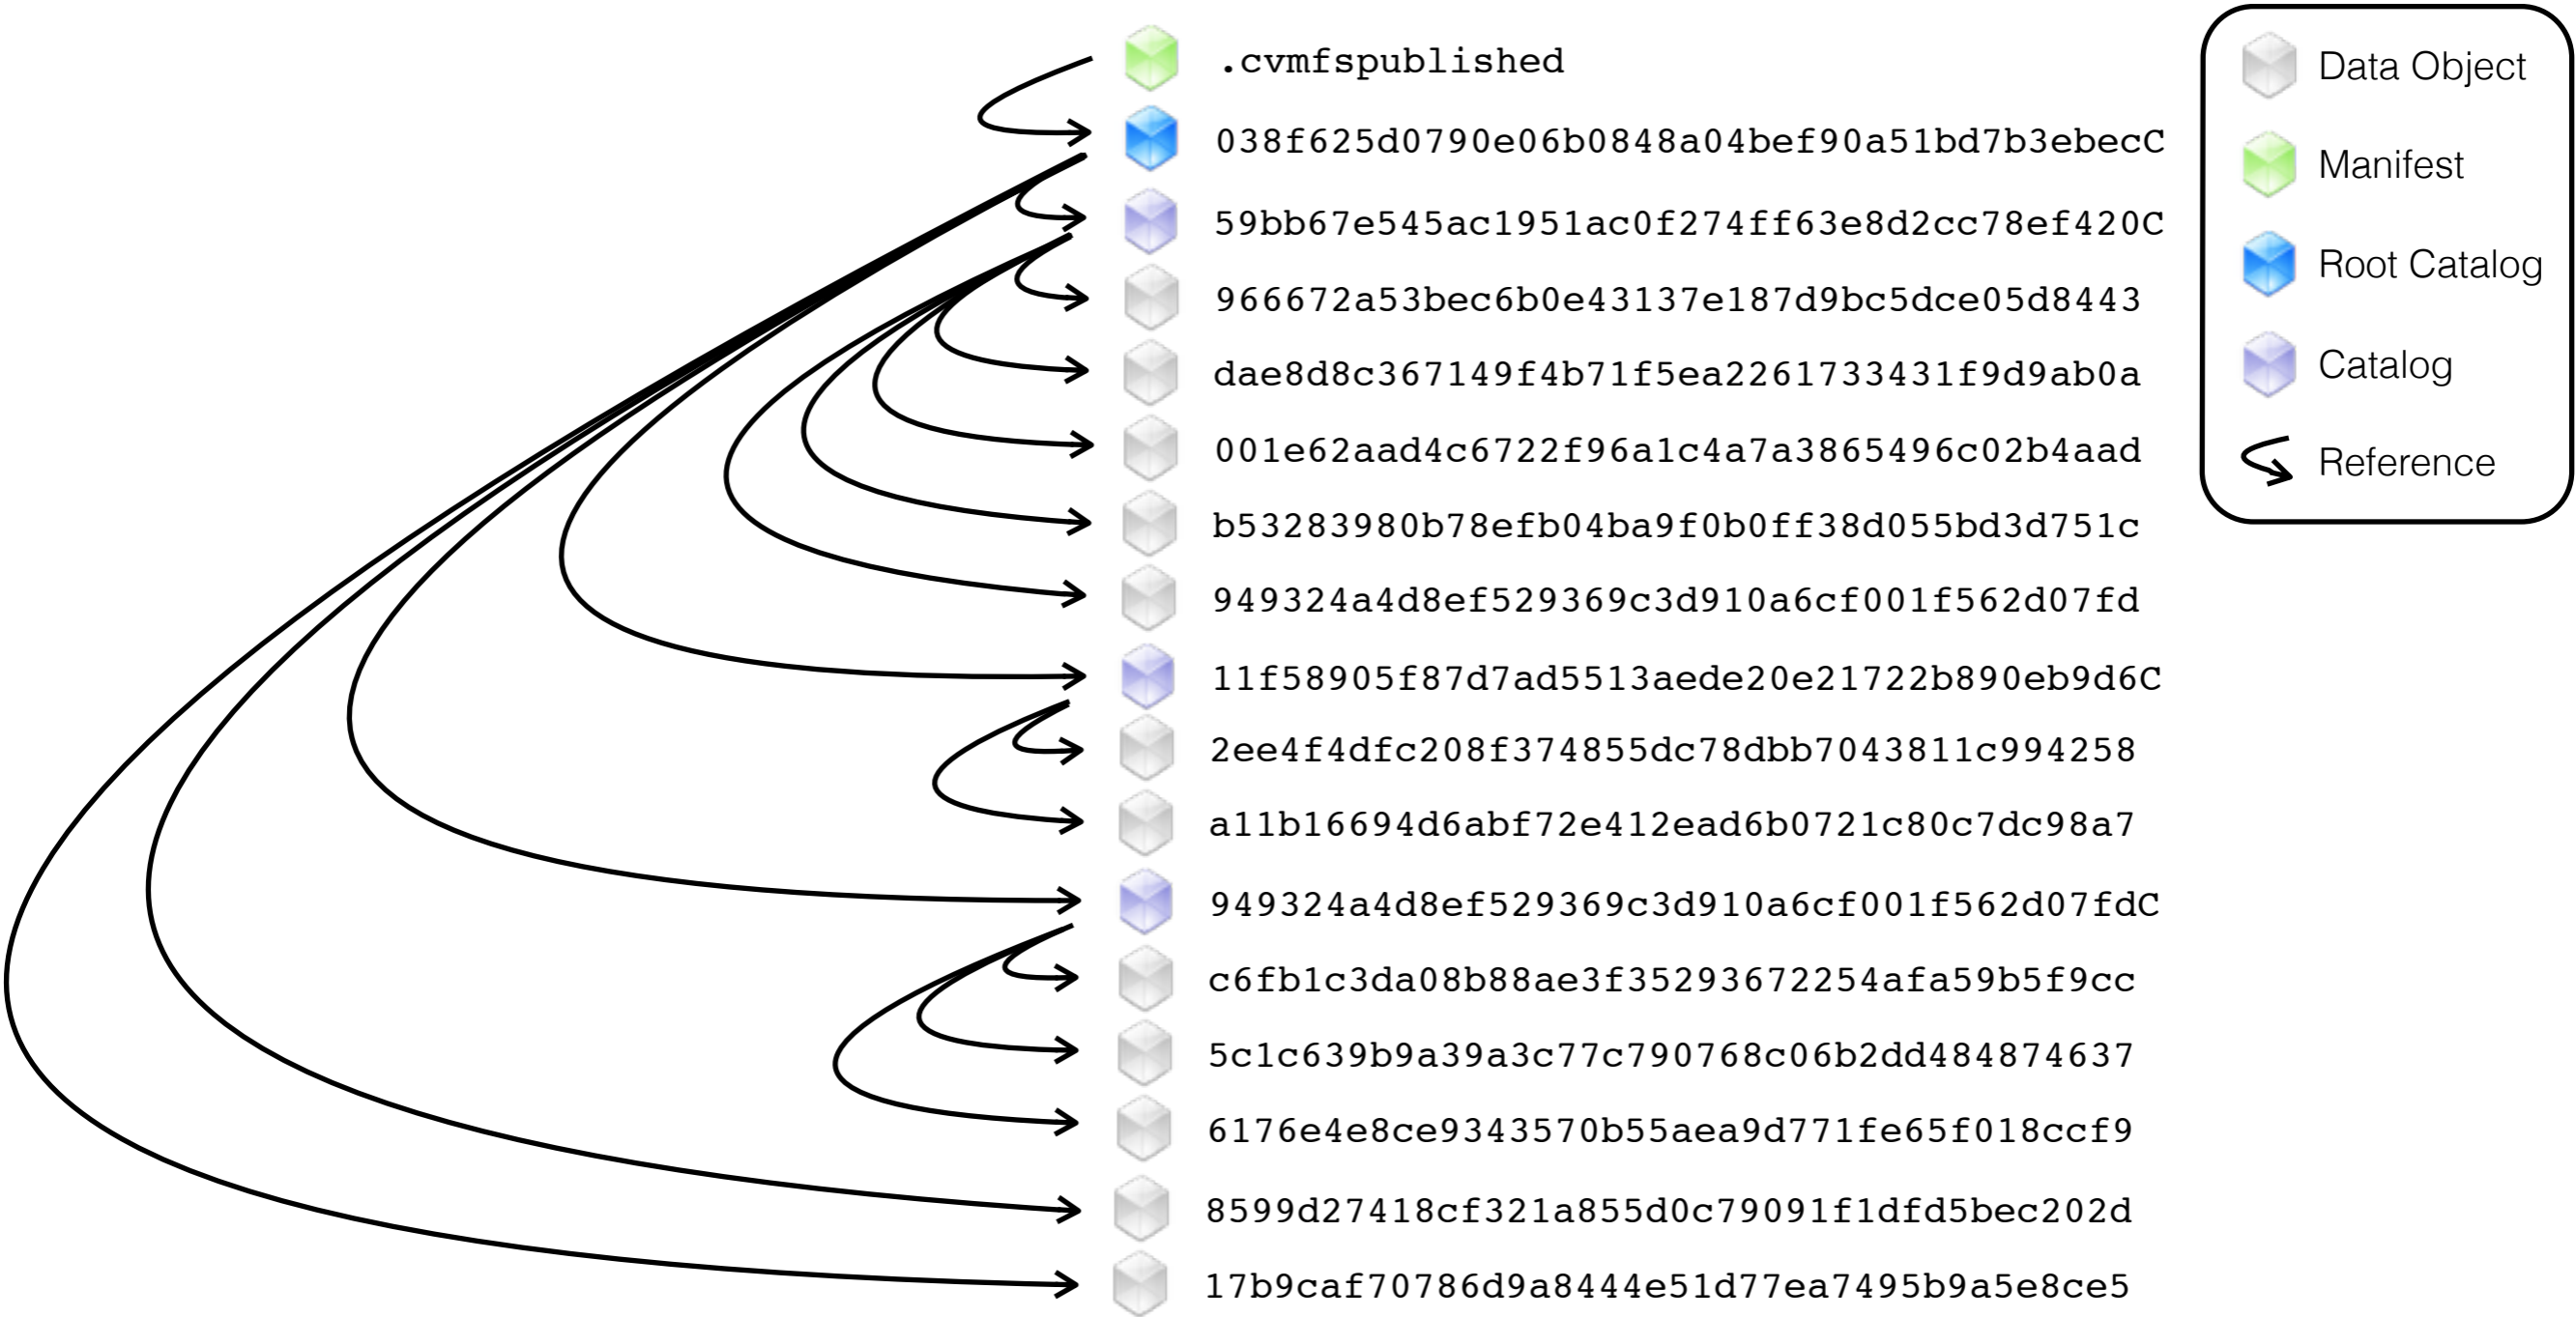 .cvmfspublished
038f625d0790e06b0848a04bef90a51bd7b3ebecC
59bb67e545ac1951ac0f274ff63e8d2cc78ef420C
966672a53bec6b0e43137e187d9bc5dce05d8443
dae8d8c367149f4b71f5ea2261733431f9d9ab0a
001e62aad4c6722f96a1c4a7a3865496c02b4aad
b53283980b78efb04ba9f0b0ff38d055bd3d751c
949324a4d8ef529369c3d910a6cf001f562d07fd
11f58905f87d7ad5513aede20e21722b890eb9d6C
2ee4f4dfc208f374855dc78dbb7043811c994258
a11b16694d6abf72e412ead6b0721c80c7dc98a7
949324a4d8ef529369c3d910a6cf001f562d07fdC
c6fb1c3da08b88ae3f35293672254afa59b5f9cc
5c1c639b9a39a3c77c790768c06b2dd484874637
6176e4e8ce9343570b55aea9d771fe65f018ccf9
8599d27418cf321a855d0c79091f1dfd5bec202d
17b9caf70786d9a8444e51d77ea7495b9a5e8ce5
Data Object
Manifest
Root Catalog
Catalog
Reference